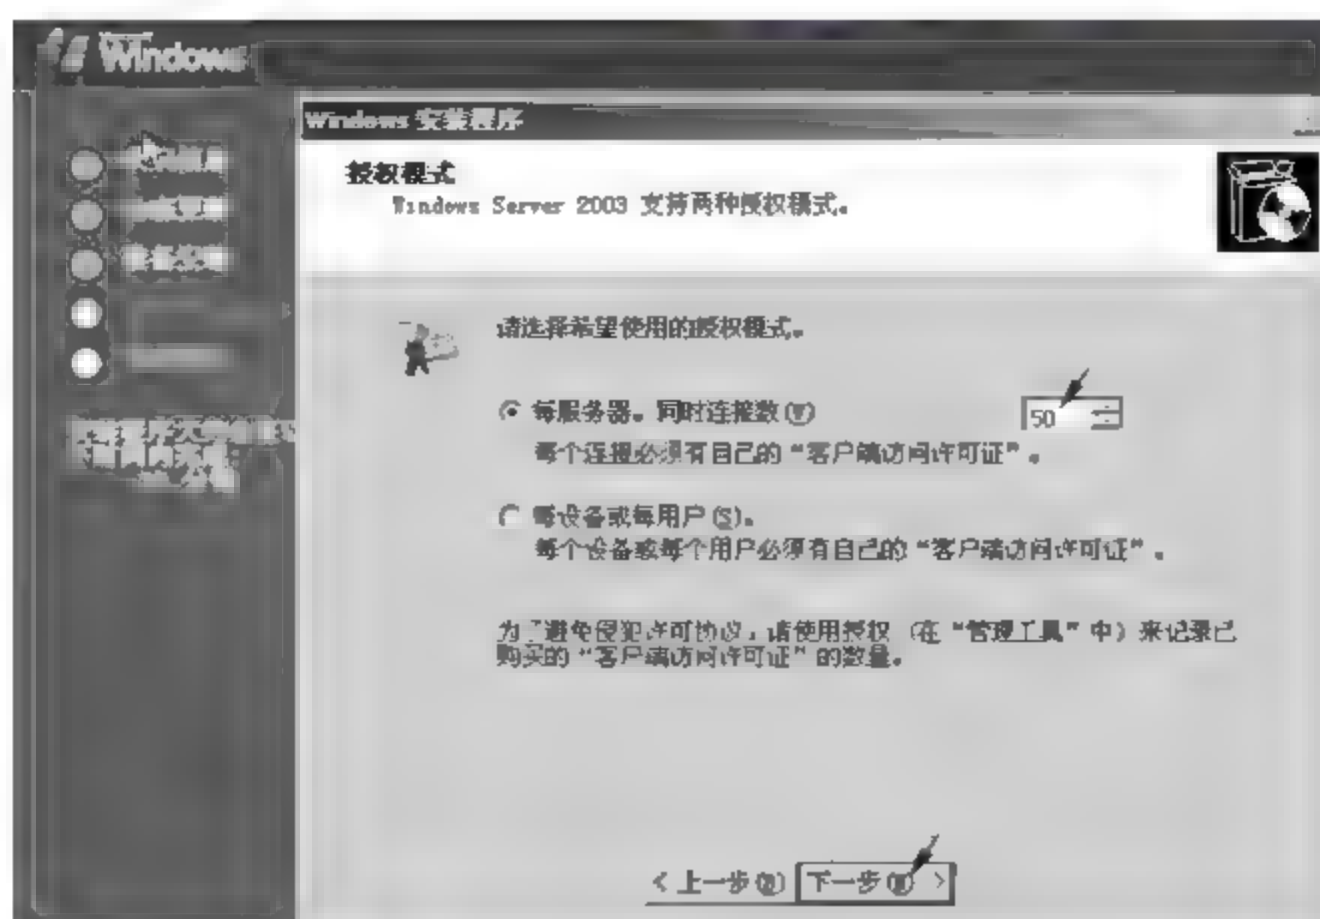 Windows
Windows 安装程序
授权模式
Windows Server 2003 支持两种授权模式。
请选择希望使用的授权模式。
每服务器。同时连接数(V)
50
每个连接必须有自己的“客户端访问许可证”。
每设备或每用户(S)。
每个设备或每个用户必须有自己的“客户端访问许可证”。
为了避免侵犯许可协议，请使用授权（在“管理工具”中）来记录已
购买的“客户端访问许可证”的数量。
< 上一步(B) 下一步(N) >